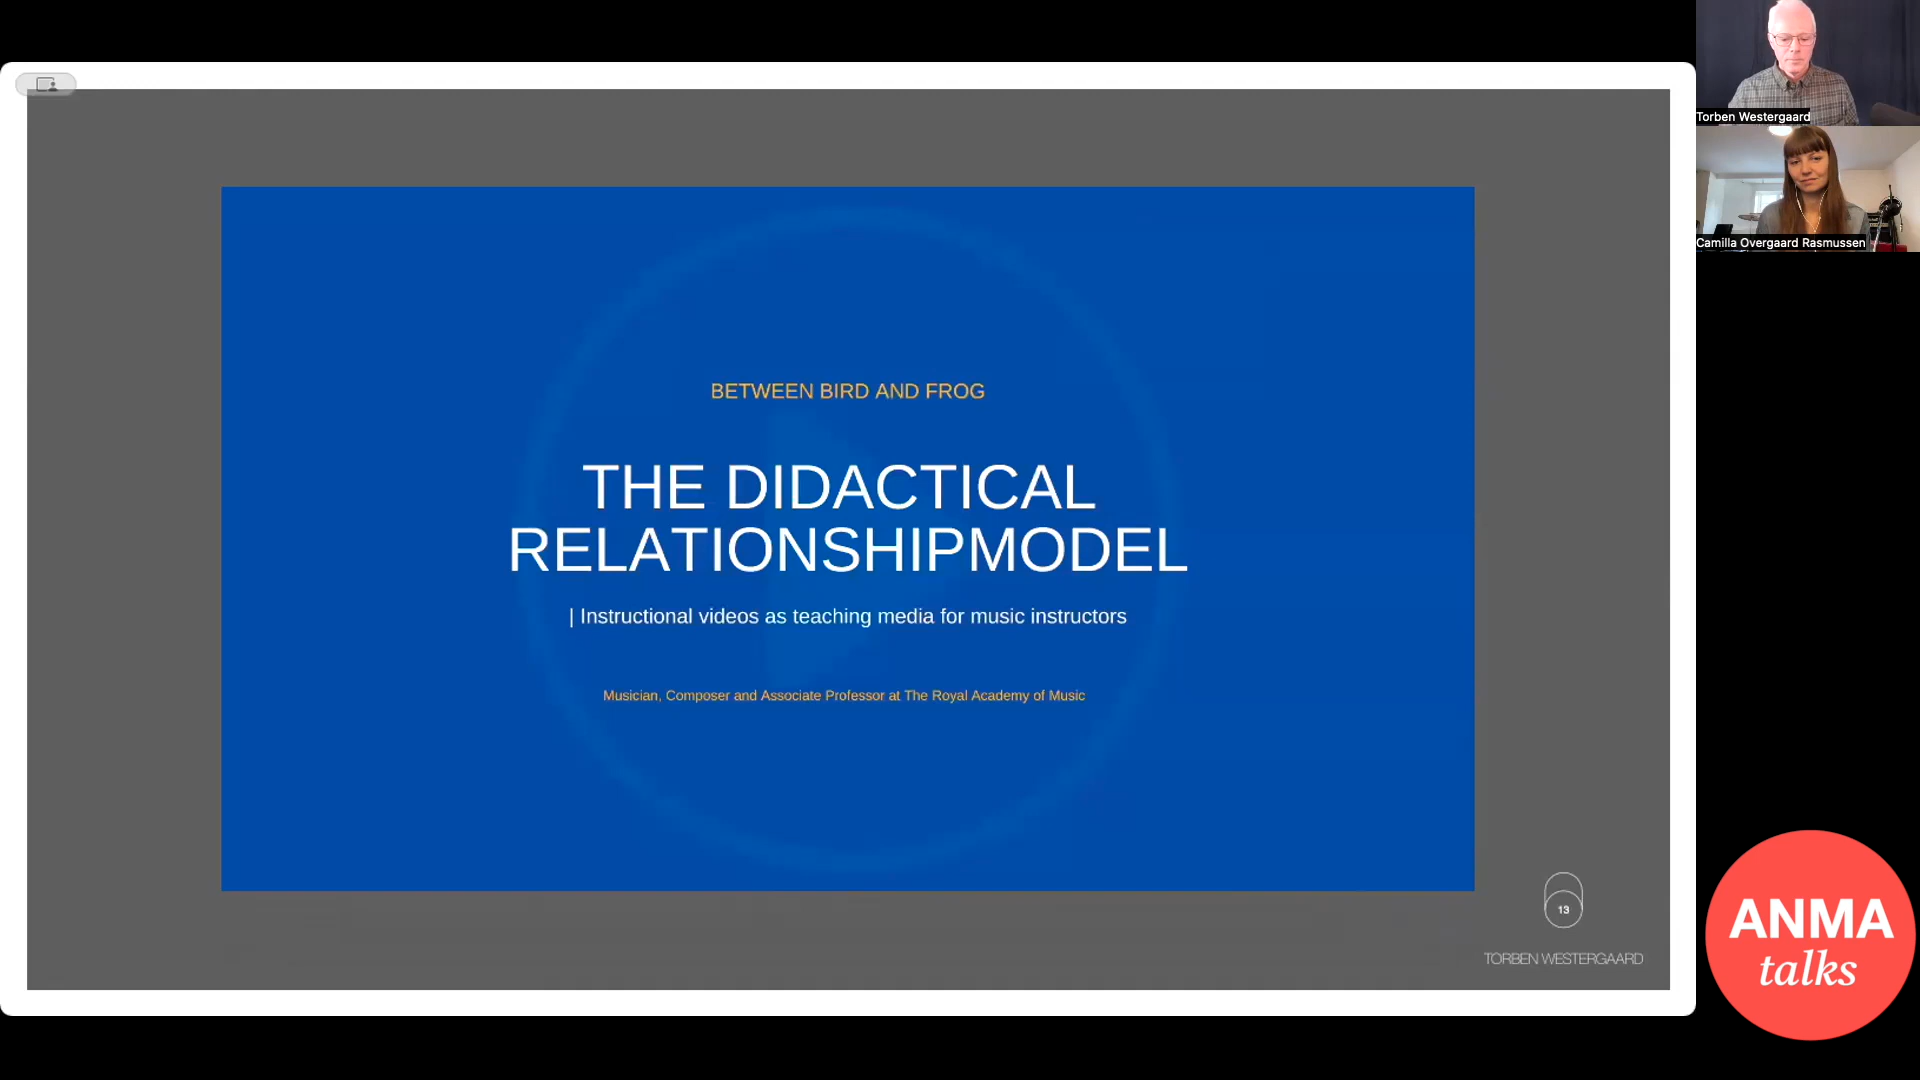 BETWEEN BIRD AND FROG
THE DIDACTICAL
RELATIONSHIPMODEL
| Instructional videos as teaching media for music instructors
Musician, Composer and Associate Professor at The Royal Academy of Music
13
TORBEN WESTERGAARD
Torben Westergaard
Camilla Overgaard Rasmussen
ANMA
talks